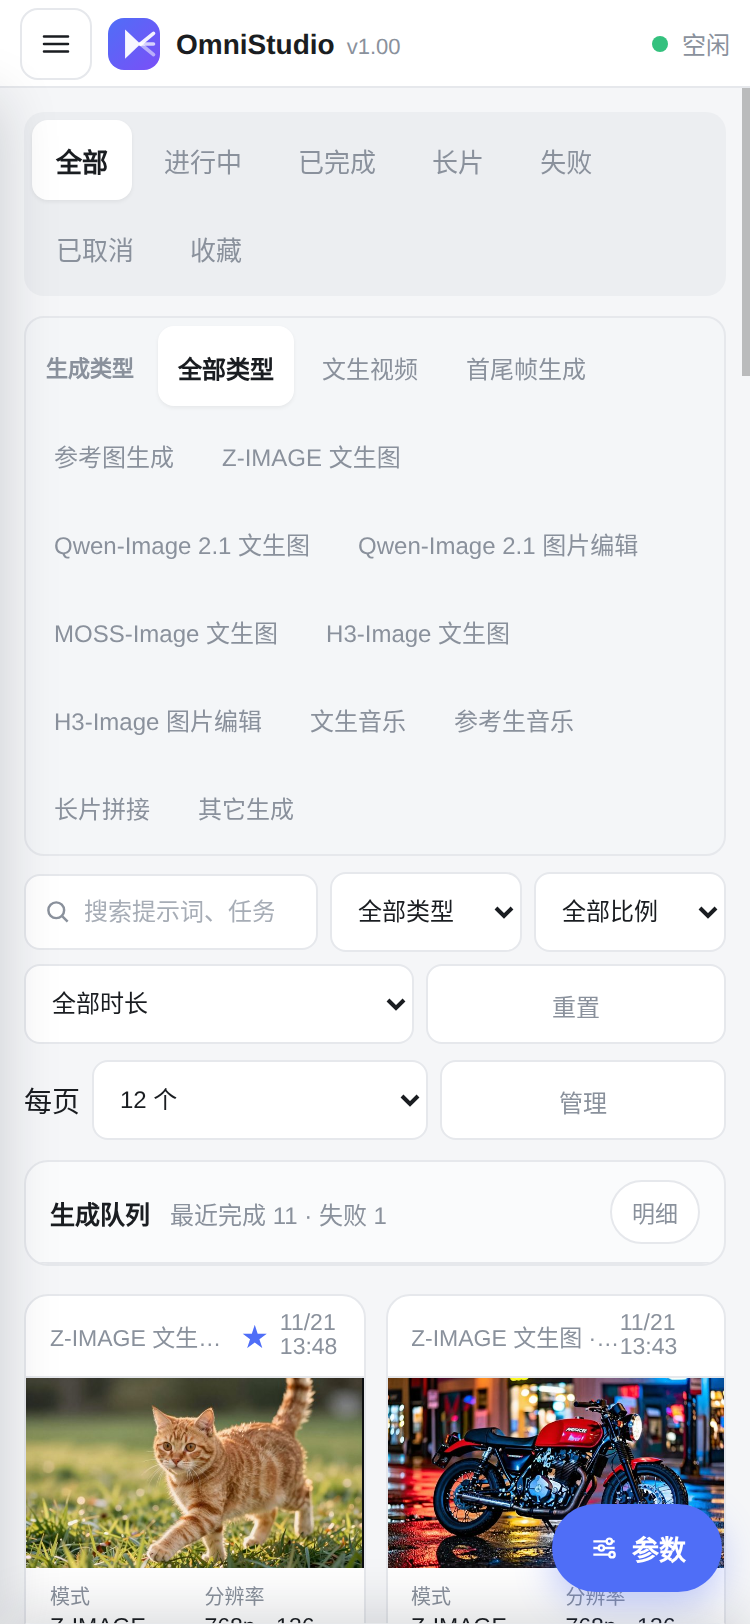 OmniStudio v1.00 空闲
全部 进行中 已完成 长片 失败
已取消 收藏
生成类型 全部类型 文生视频 首尾帧生成
参考图生成 Z-IMAGE 文生图
Qwen-Image 2.1 文生图 Qwen-Image 2.1 图片编辑
MOSS-Image 文生图 H3-Image 文生图
H3-Image 图片编辑 文生音乐 参考生音乐
长片拼接 其它生成
搜索提示词、任务 全部类型 全部比例
全部时长 重置
每页 12 个 管理
生成队列 最近完成 11 · 失败 1 明细
Z-IMAGE 文生… ★ 11/21 13:48
Z-IMAGE 文生图 ·… 11/21 13:43
参数
模式 分辨率 模式 分辨率